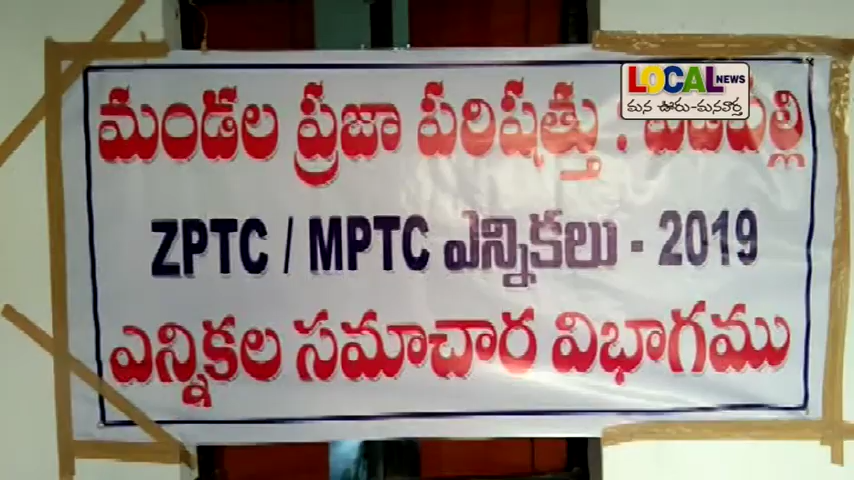 LOCAL NEWS
మన ఊరు-మనవార్త
మండల ప్రజా పరిషత్తు.
ZPTC / MPTC ఎన్నికలు - 2019
ఎన్నికల సమాచార విభాగము